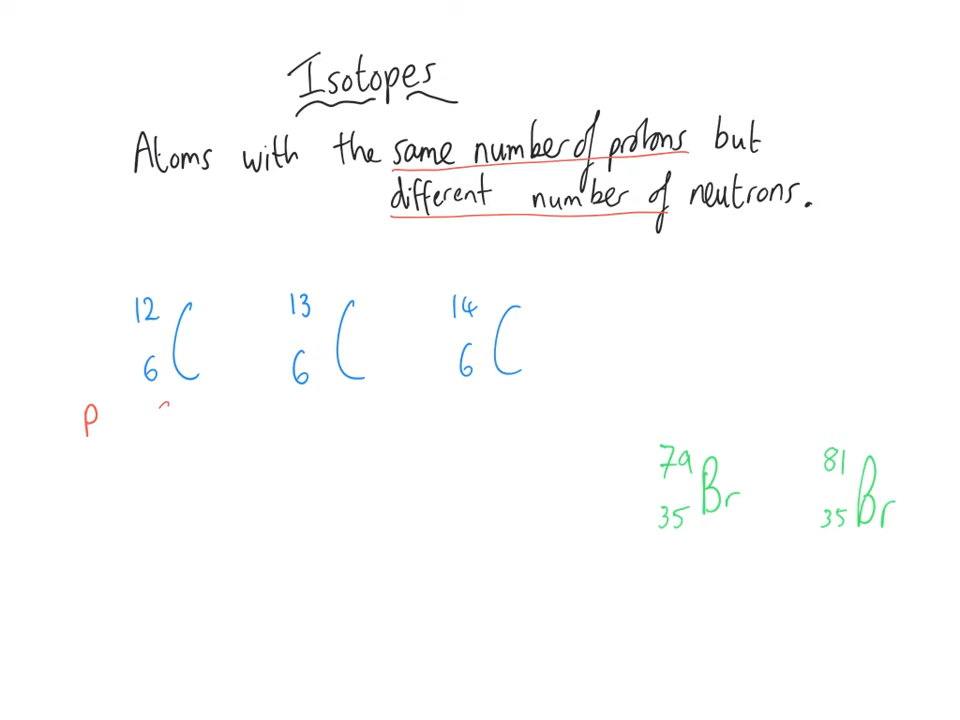 Isotopes
Atoms with the same number of protons but
different number of neutrons.
12 13 14
6 C 6 C 6 C
P
79 81
35 Br 35 Br